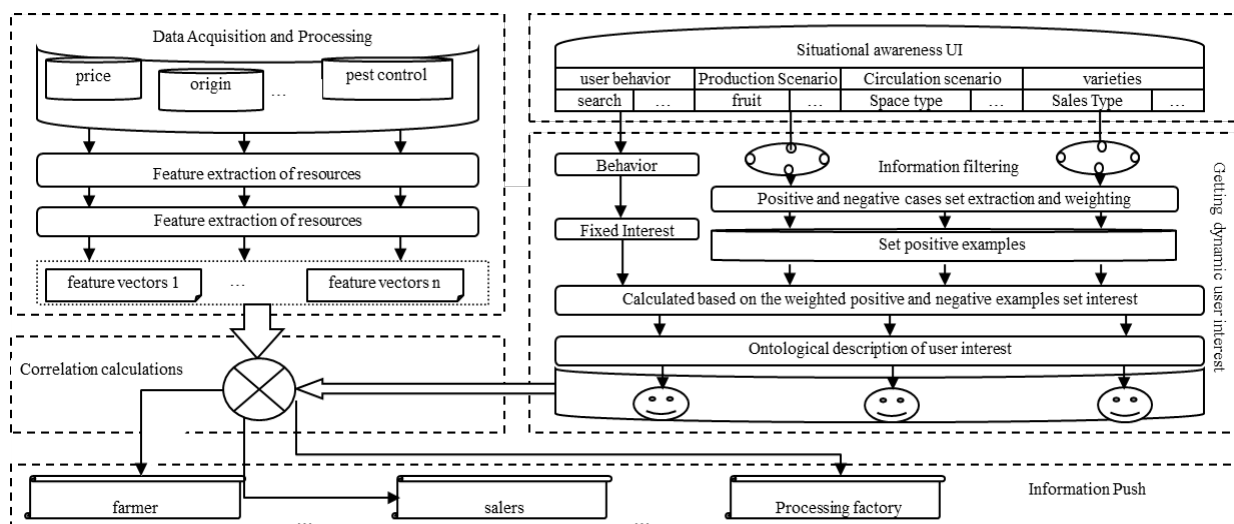 Data Acquisition and Processing
price
origin
...
pest control
Feature extraction of resources
Feature extraction of resources
feature vectors 1
...
feature vectors n
Correlation calculations
Situational awareness UI
user behavior
Production Scenario
Circulation scenario
varieties
search
...
fruit
...
Space type
...
Sales Type
...
Behavior
Information filtering
Positive and negative cases set extraction and weighting
Fixed Interest
Set positive examples
Calculated based on the weighted positive and negative examples set interest
Ontological description of user interest
Getting dynamic user interest
Information Push
farmer
...
salers
...
Processing factory